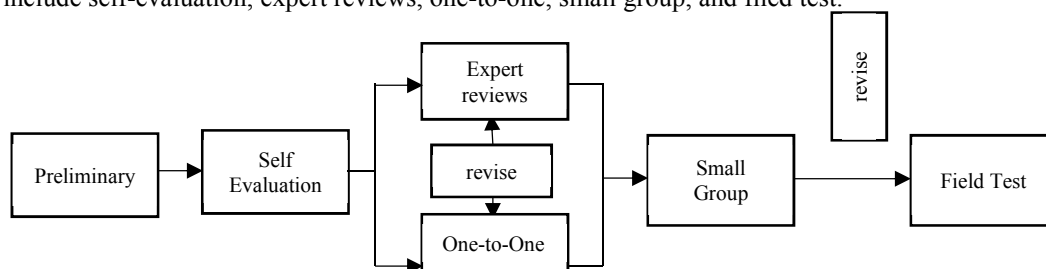 include self-evaluation, expert reviews, one-to-one, small group, and filed test.
Expert
reviews
revise
Preliminary
Self
Evaluation
revise
Small
Group
Field Test
One-to-One